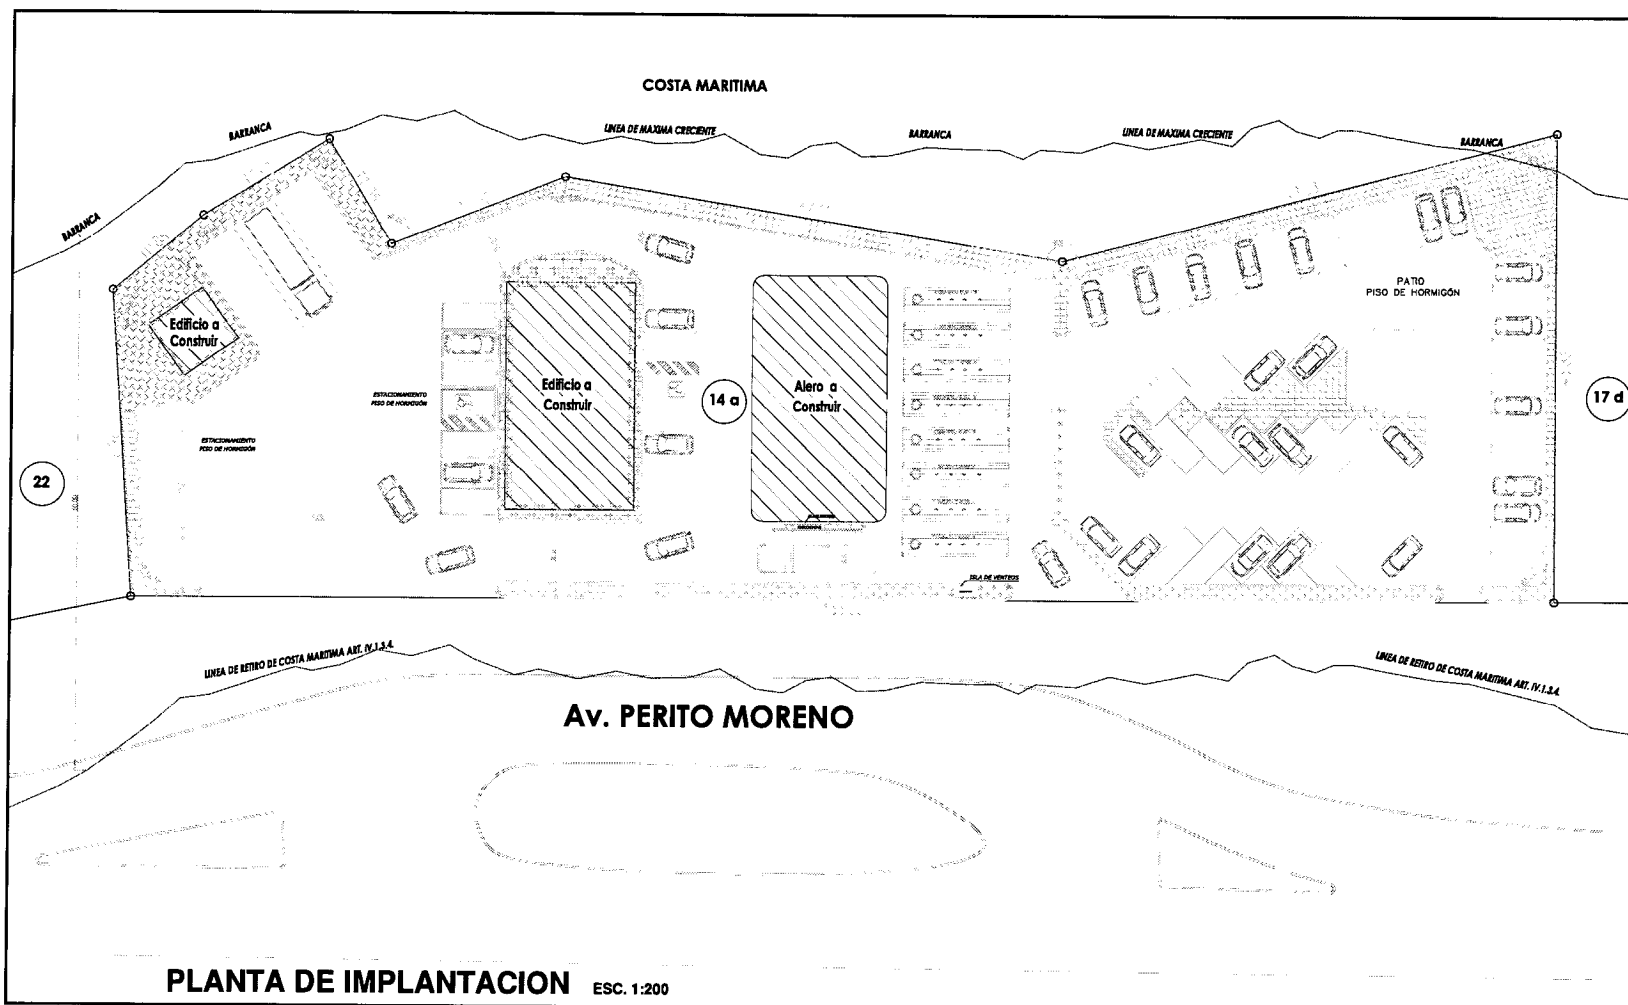 COSTA MARITIMA
BARRANCA
LINEA DE MAXIMA CRECIENTE
BARRANCA
LINEA DE MAXIMA CRECIENTE
BARRANCA
BARRANCA
PATIO
PISO DE HORMIGÓN
Edificio a
Construir
Edificio a
Construir
Alero a
Construir
14 a
17 d
22
ESTACIONAMIENTO
PISO DE HORMIGÓN
ESTACIONAMIENTO
PISO DE HORMIGÓN
ISLA DE VENTEOS
LINEA DE RETIRO DE COSTA MARITIMA ART. IV.1.3.4.
LINEA DE RETIRO DE COSTA MARITIMA ART. IV.1.3.4.
Av. PERITO MORENO
PLANTA DE IMPLANTACION ESC. 1:200